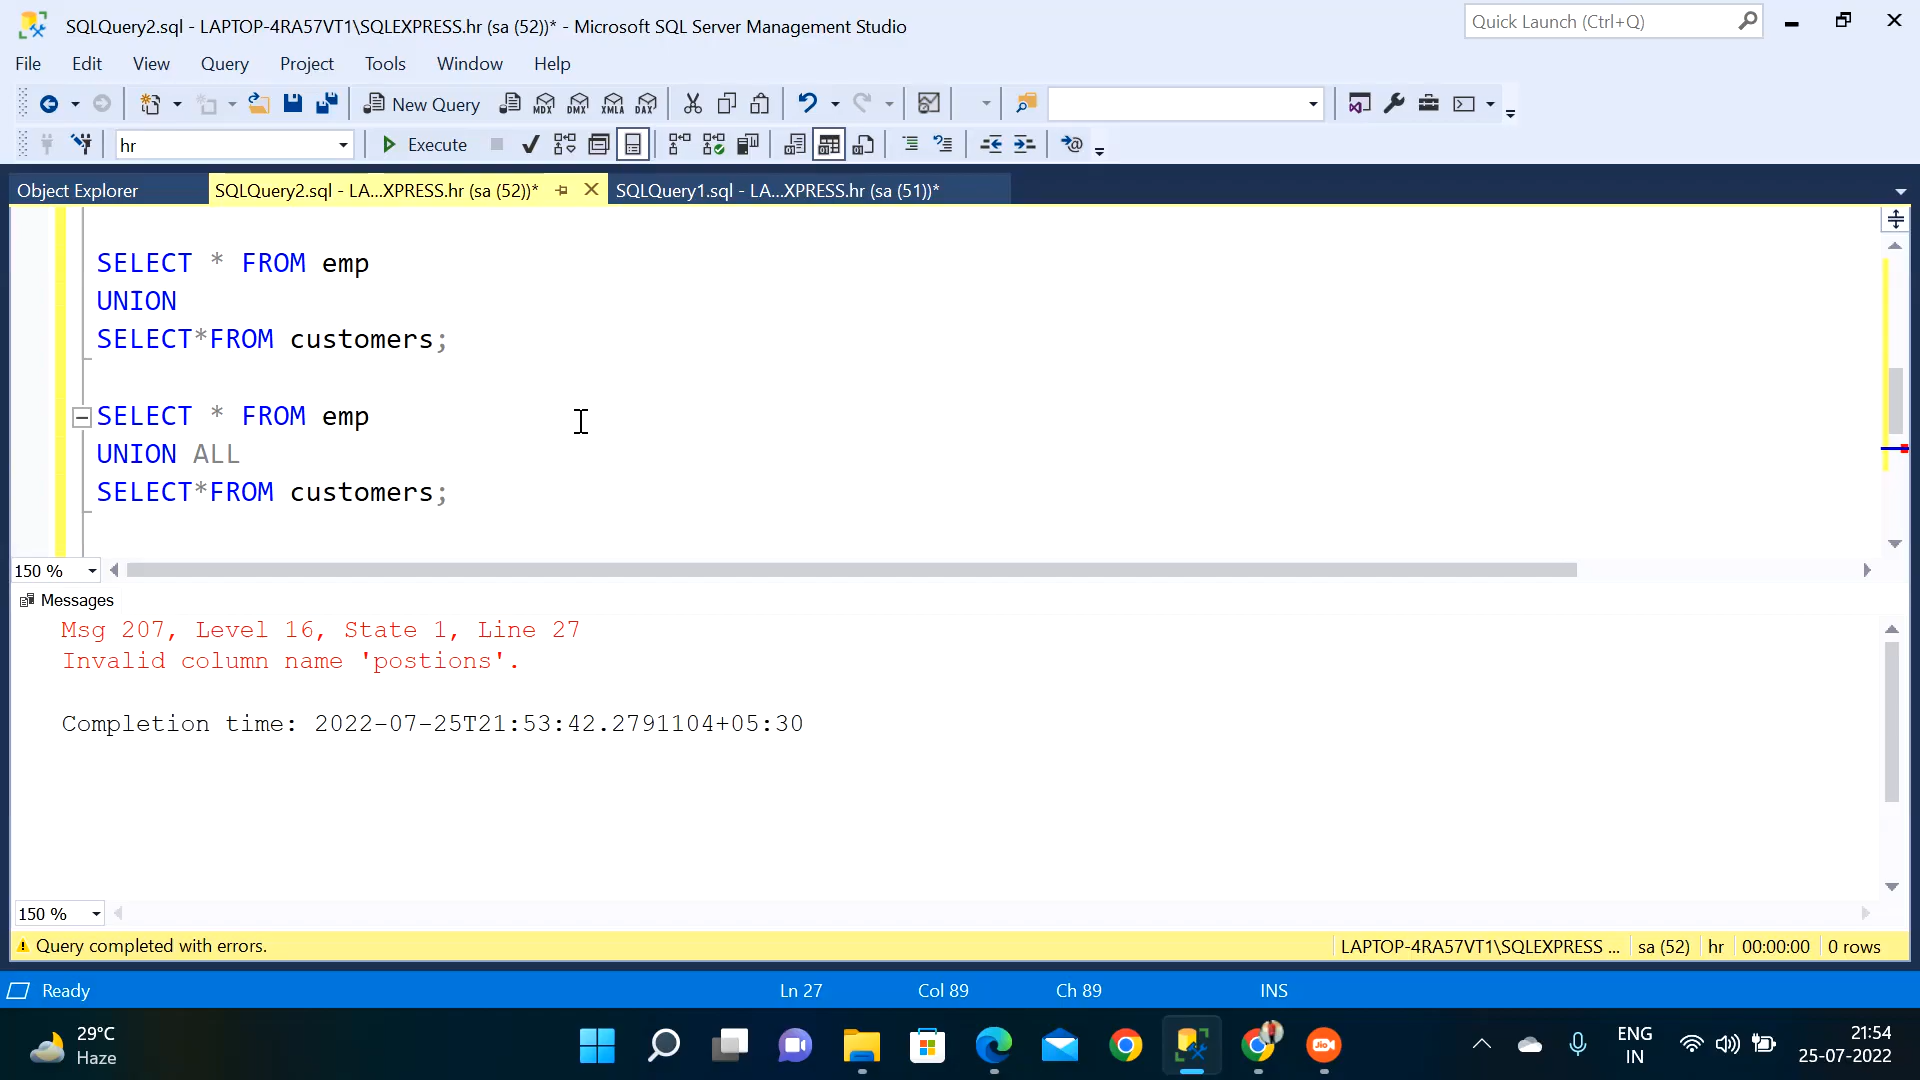 SQLQuery2.sql - LAPTOP-4RA57VT1\SQLEXPRESS.hr (sa (52))* - Microsoft SQL Server Management Studio
Quick Launch (Ctrl+Q)
File Edit View Query Project Tools Window Help
New Query MDX DMX XMLA DAX
hr Execute
Object Explorer SQLQuery2.sql - LA...XPRESS.hr (sa (52))* SQLQuery1.sql - LA...XPRESS.hr (sa (51))*
SELECT * FROM emp
UNION
SELECT*FROM customers;
SELECT * FROM emp
UNION ALL
SELECT*FROM customers;
150 %
Messages
Msg 207, Level 16, State 1, Line 27
Invalid column name 'postions'.
Completion time: 2022-07-25T21:53:42.2791104+05:30
150 %
Query completed with errors. LAPTOP-4RA57VT1\SQLEXPRESS ... sa (52) hr 00:00:00 0 rows
Ready Ln 27 Col 89 Ch 89 INS
29°C
Haze
Jio
ENG
IN
21:54
25-07-2022